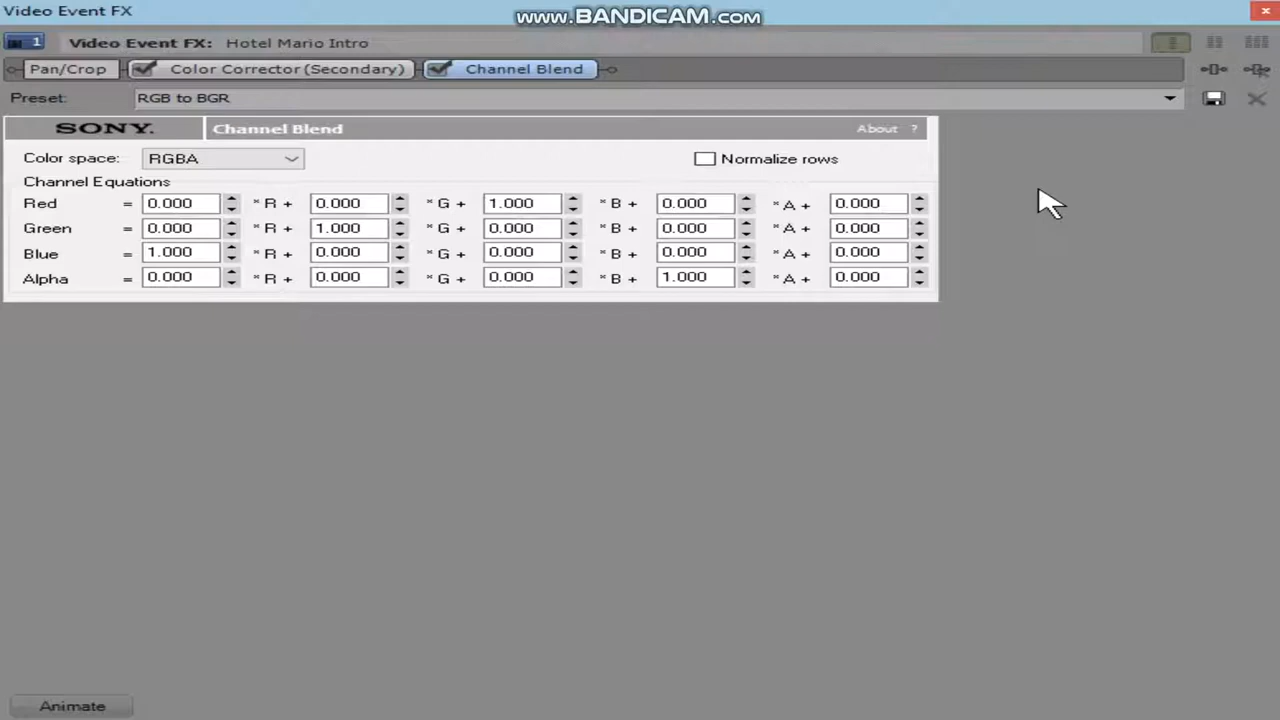 Video Event FX
www.BANDICAM.com
1 Video Event FX: Hotel Mario Intro
Pan/Crop Color Corrector (Secondary) Channel Blend
Preset: RGB to BGR
SONY. Channel Blend About ?
Color space: RGBA Normalize rows
Channel Equations
Red = 0.000 * R + 0.000 * G + 1.000 * B + 0.000 * A + 0.000
Green = 0.000 * R + 1.000 * G + 0.000 * B + 0.000 * A + 0.000
Blue = 1.000 * R + 0.000 * G + 0.000 * B + 0.000 * A + 0.000
Alpha = 0.000 * R + 0.000 * G + 0.000 * B + 1.000 * A + 0.000
Animate